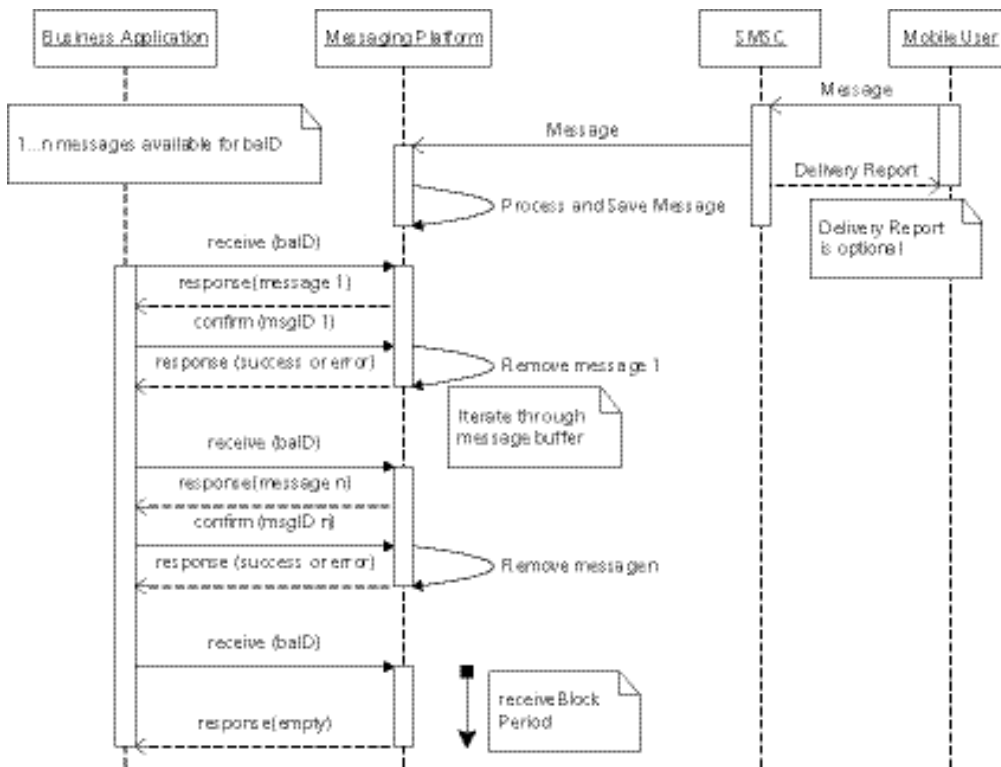 Business Application
Messaging Platform
SMSC
Mobile User
Message
1...n messages available for baID
Message
Delivery Report
Process and Save Message
Delivery Report
is optional
receive (baID)
response(message 1)
confirm (msgID 1)
response (success or error)
Remove message 1
Iterate through
message buffer
receive (baID)
response(message n)
confirm (msgID n)
response (success or error)
Remove messagen
receive (baID)
receiveBlock
Period
response(empty)